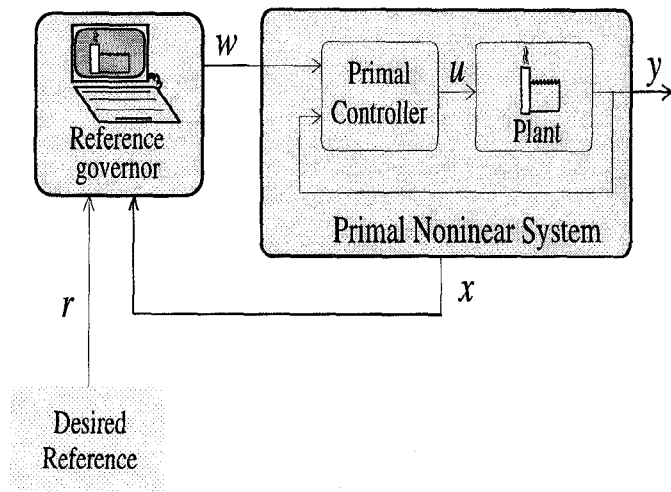 w
Primal
Controller
u
Plant
y
Reference
governor
Primal Noninear System
x
r
Desired
Reference